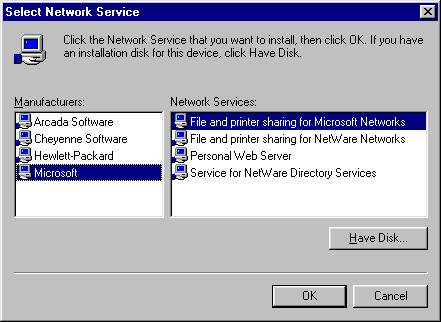 Select Network Service
Click the Network Service that you want to install, then click OK. If you have
an installation disk for this device, click Have Disk.
Manufacturers:
Arcada Software
Cheyenne Software
Hewlett-Packard
Microsoft
Network Services:
File and printer sharing for Microsoft Networks
File and printer sharing for NetWare Networks
Personal Web Server
Service for NetWare Directory Services
Have Disk...
OK
Cancel